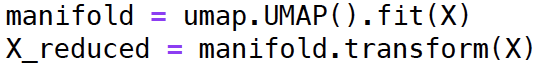 manifold = umap.UMAP().fit(X)
X_reduced = manifold.transform(X)